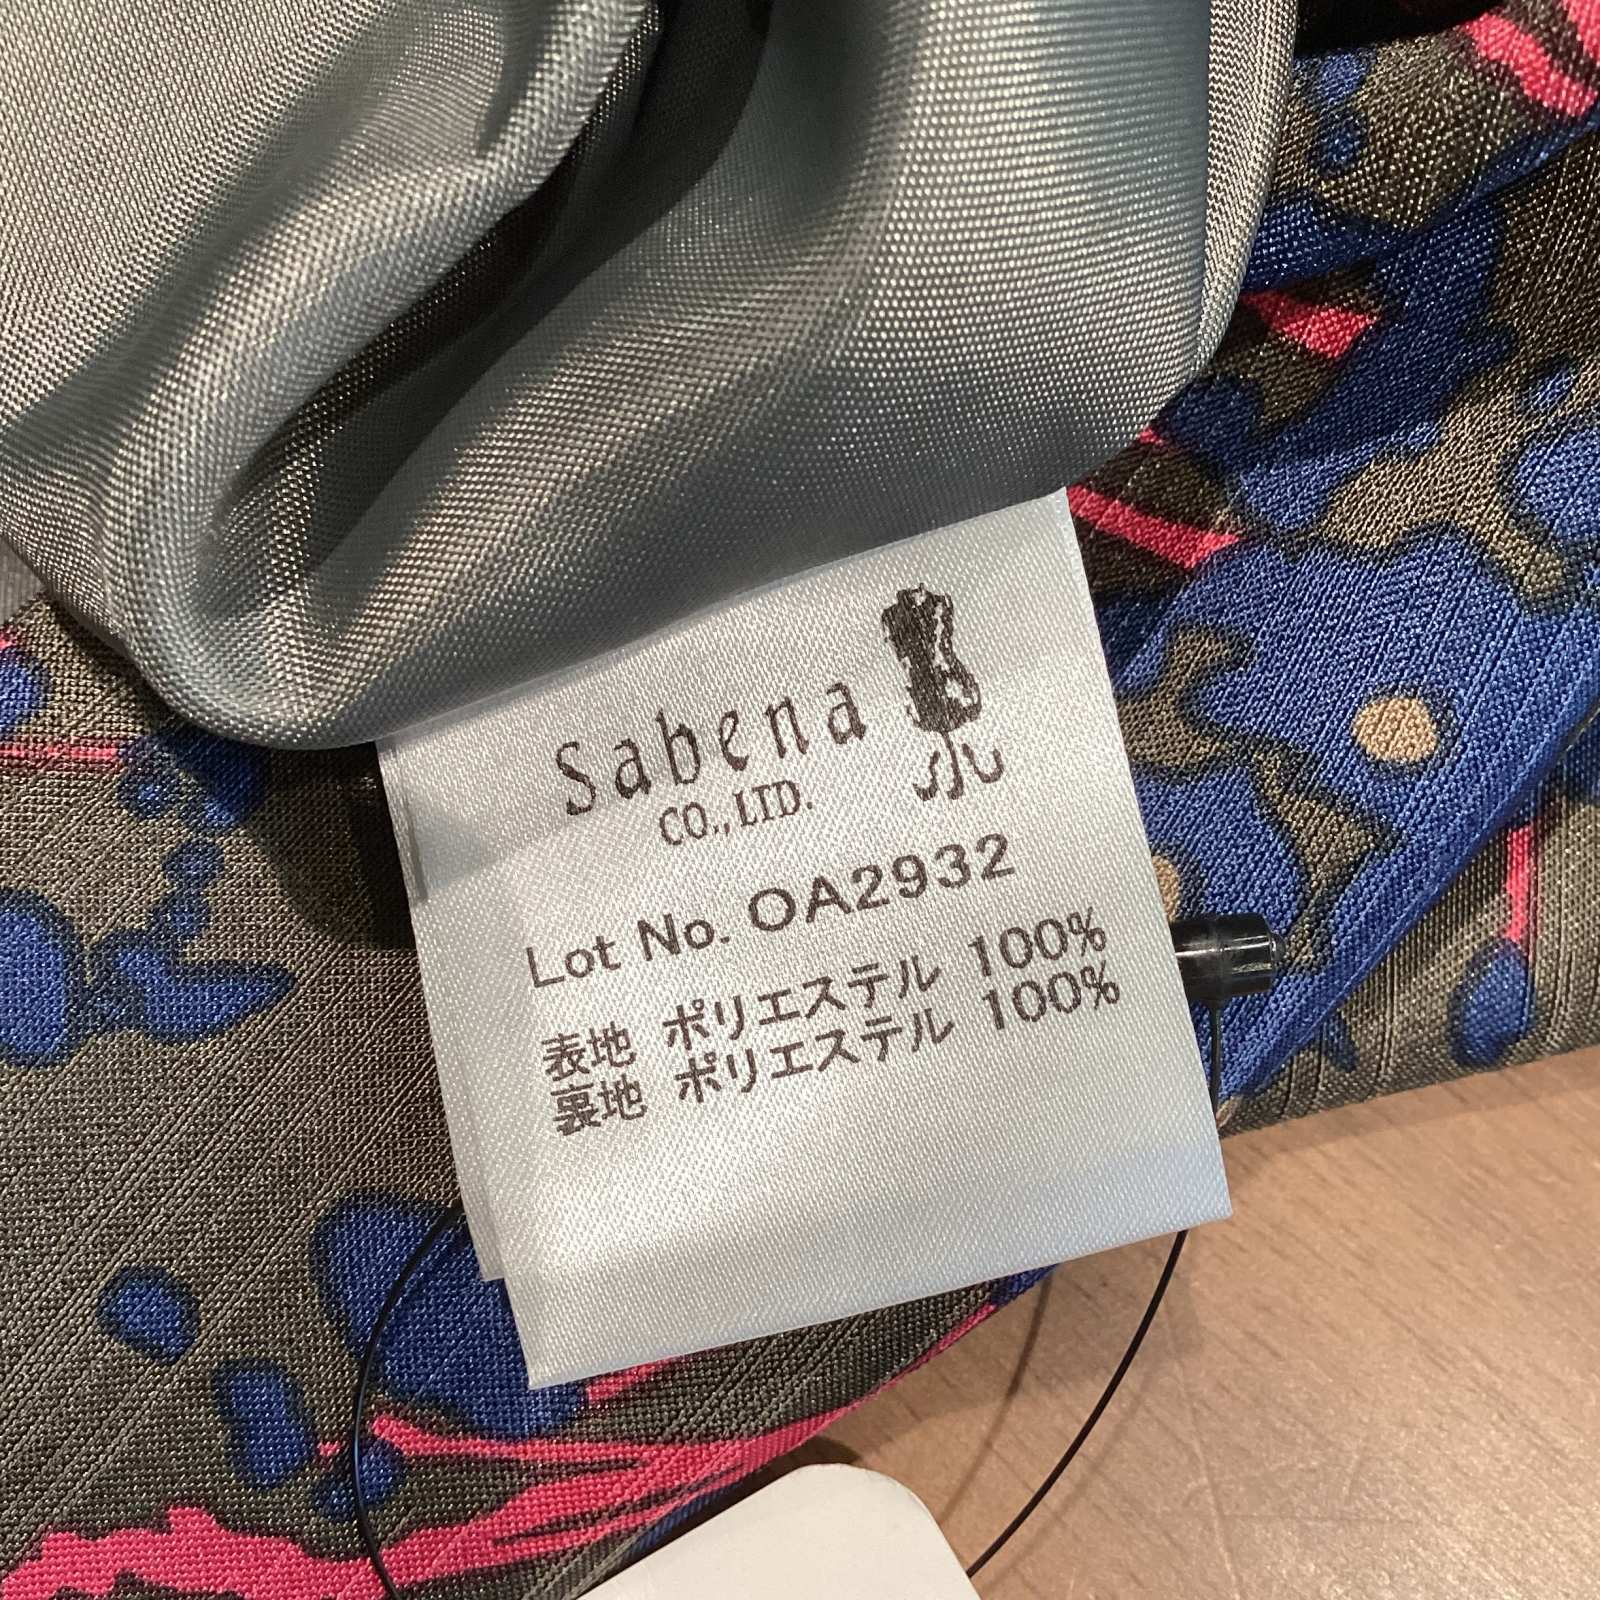 Sabena
CO., LTD.
Lot No. OA2932
表地 ポリエステル 100%
裏地 ポリエステル 100%